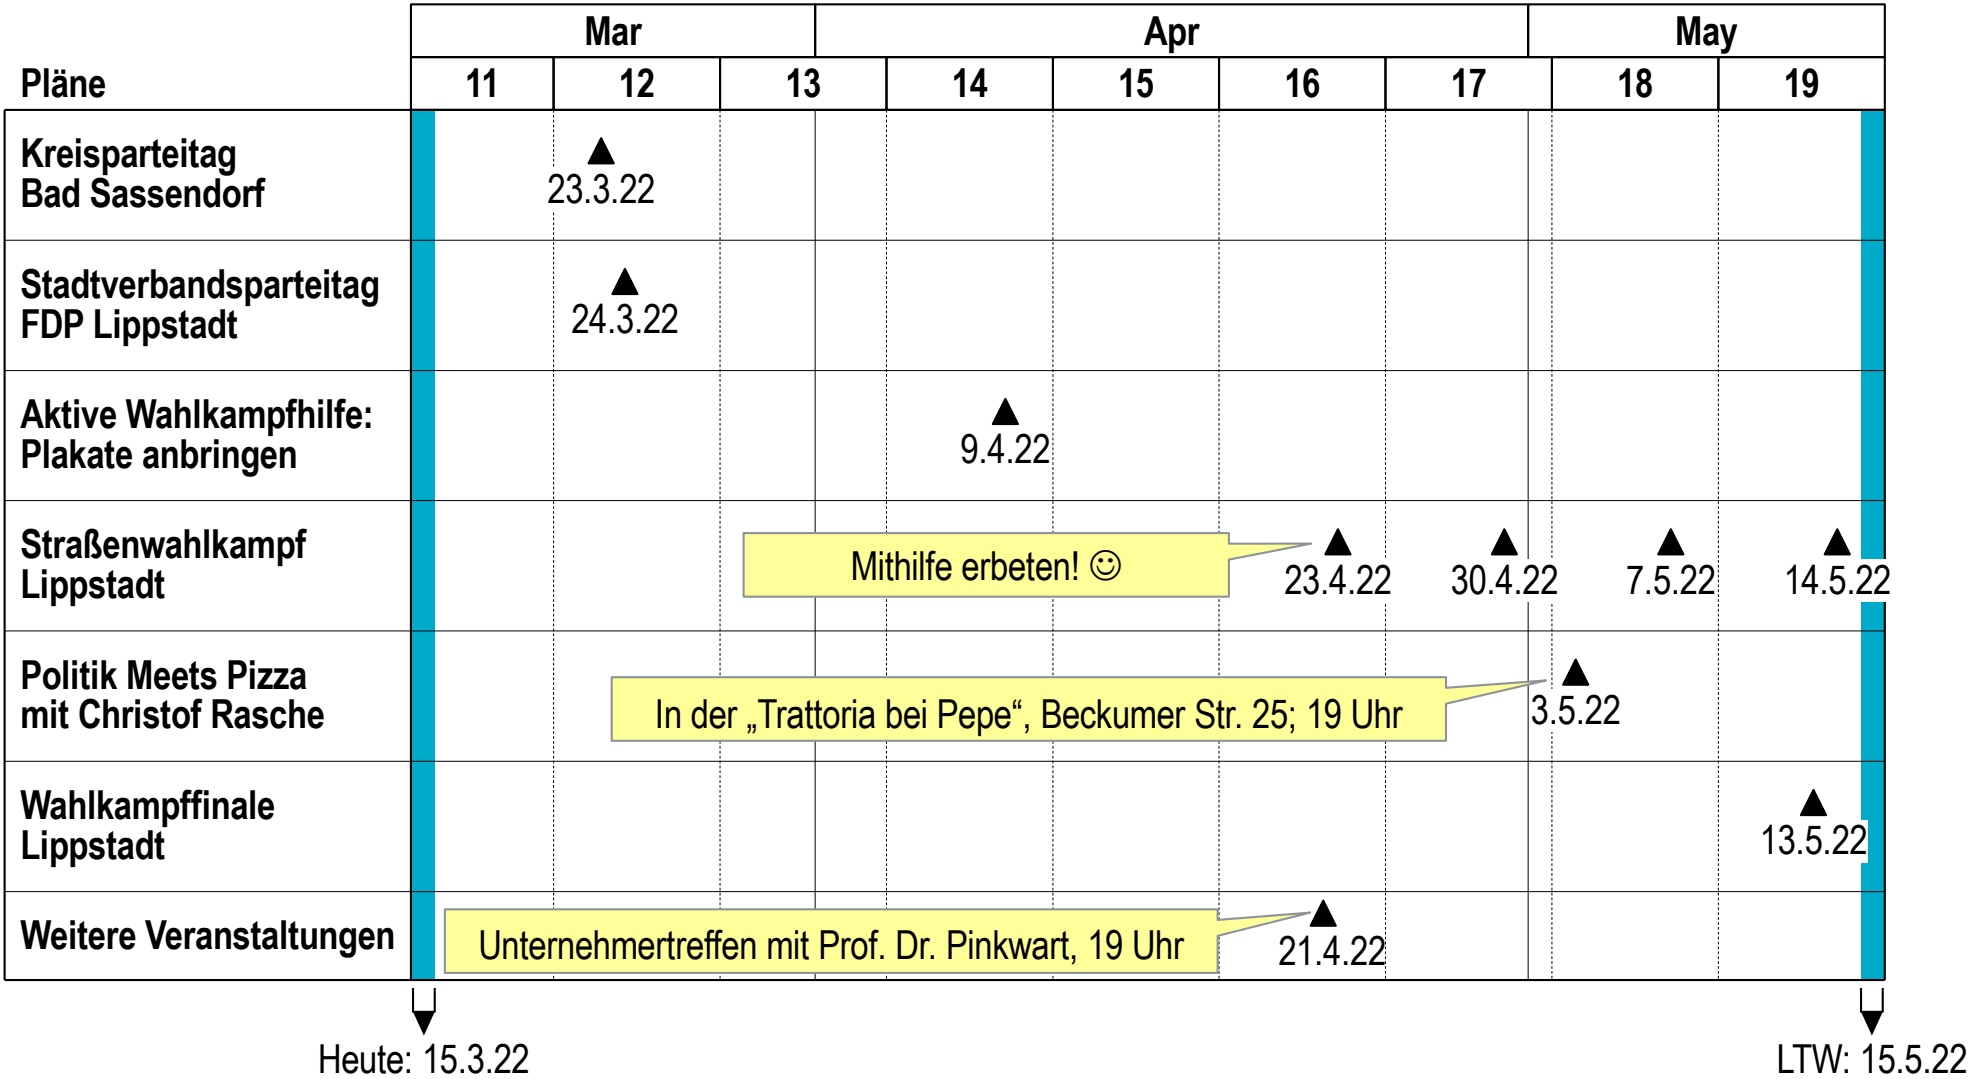 Mar Apr May
Pläne 11 12 13 14 15 16 17 18 19
Kreisparteitag
Bad Sassendorf
23.3.22
Stadtverbandsparteitag
FDP Lippstadt
24.3.22
Aktive Wahlkampfhilfe:
Plakate anbringen
9.4.22
Straßenwahlkampf
Lippstadt
Mithilfe erbeten! ☺
23.4.22 30.4.22 7.5.22 14.5.22
Politik Meets Pizza
mit Christof Rasche
In der „Trattoria bei Pepe“, Beckumer Str. 25; 19 Uhr
3.5.22
Wahlkampffinale
Lippstadt
13.5.22
Weitere Veranstaltungen
Unternehmertreffen mit Prof. Dr. Pinkwart, 19 Uhr
21.4.22
Heute: 15.3.22
LTW: 15.5.22